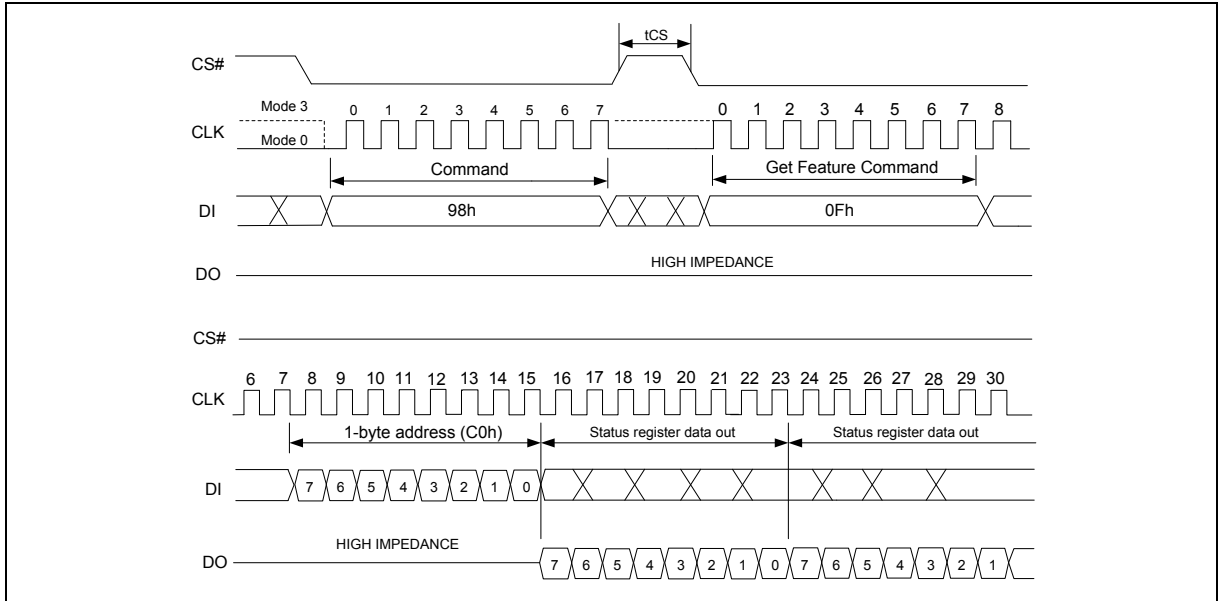 tCS
CS#
Mode 3
0 1 2 3 4 5 6 7
0 1 2 3 4 5 6 7 8
CLK
Mode 0
Command
Get Feature Command
DI
98h
0Fh
HIGH IMPEDANCE
DO
CS#
6 7 8 9 10 11 12 13 14 15 16 17 18 19 20 21 22 23 24 25 26 27 28 29 30
CLK
1-byte address (C0h)
Status register data out
Status register data out
DI
7 6 5 4 3 2 1 0
HIGH IMPEDANCE
DO
7 6 5 4 3 2 1 0 7 6 5 4 3 2 1